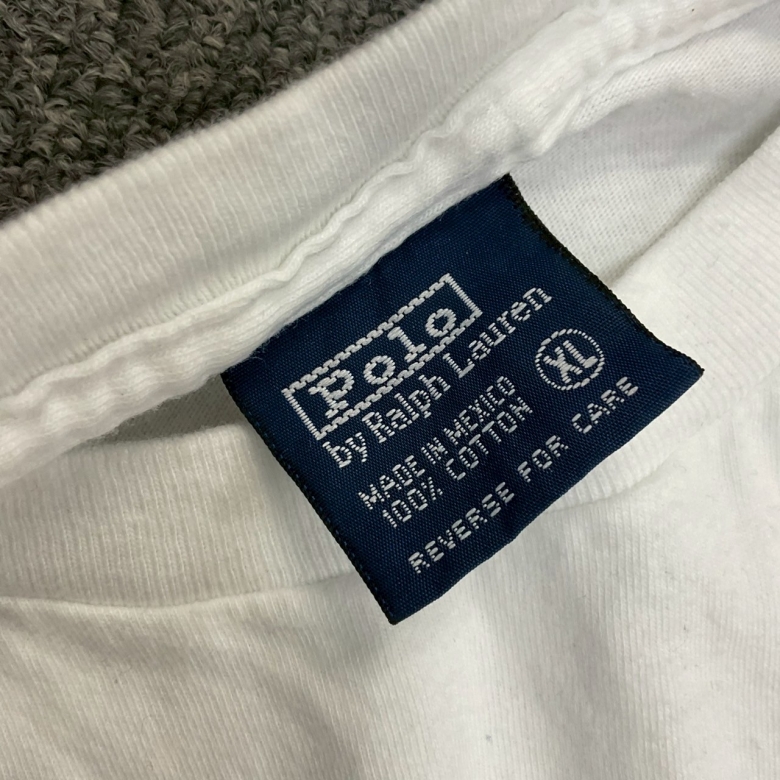 Polo
by Ralph Lauren
MADE IN MEXICO
100% COTTON
XL
REVERSE FOR CARE